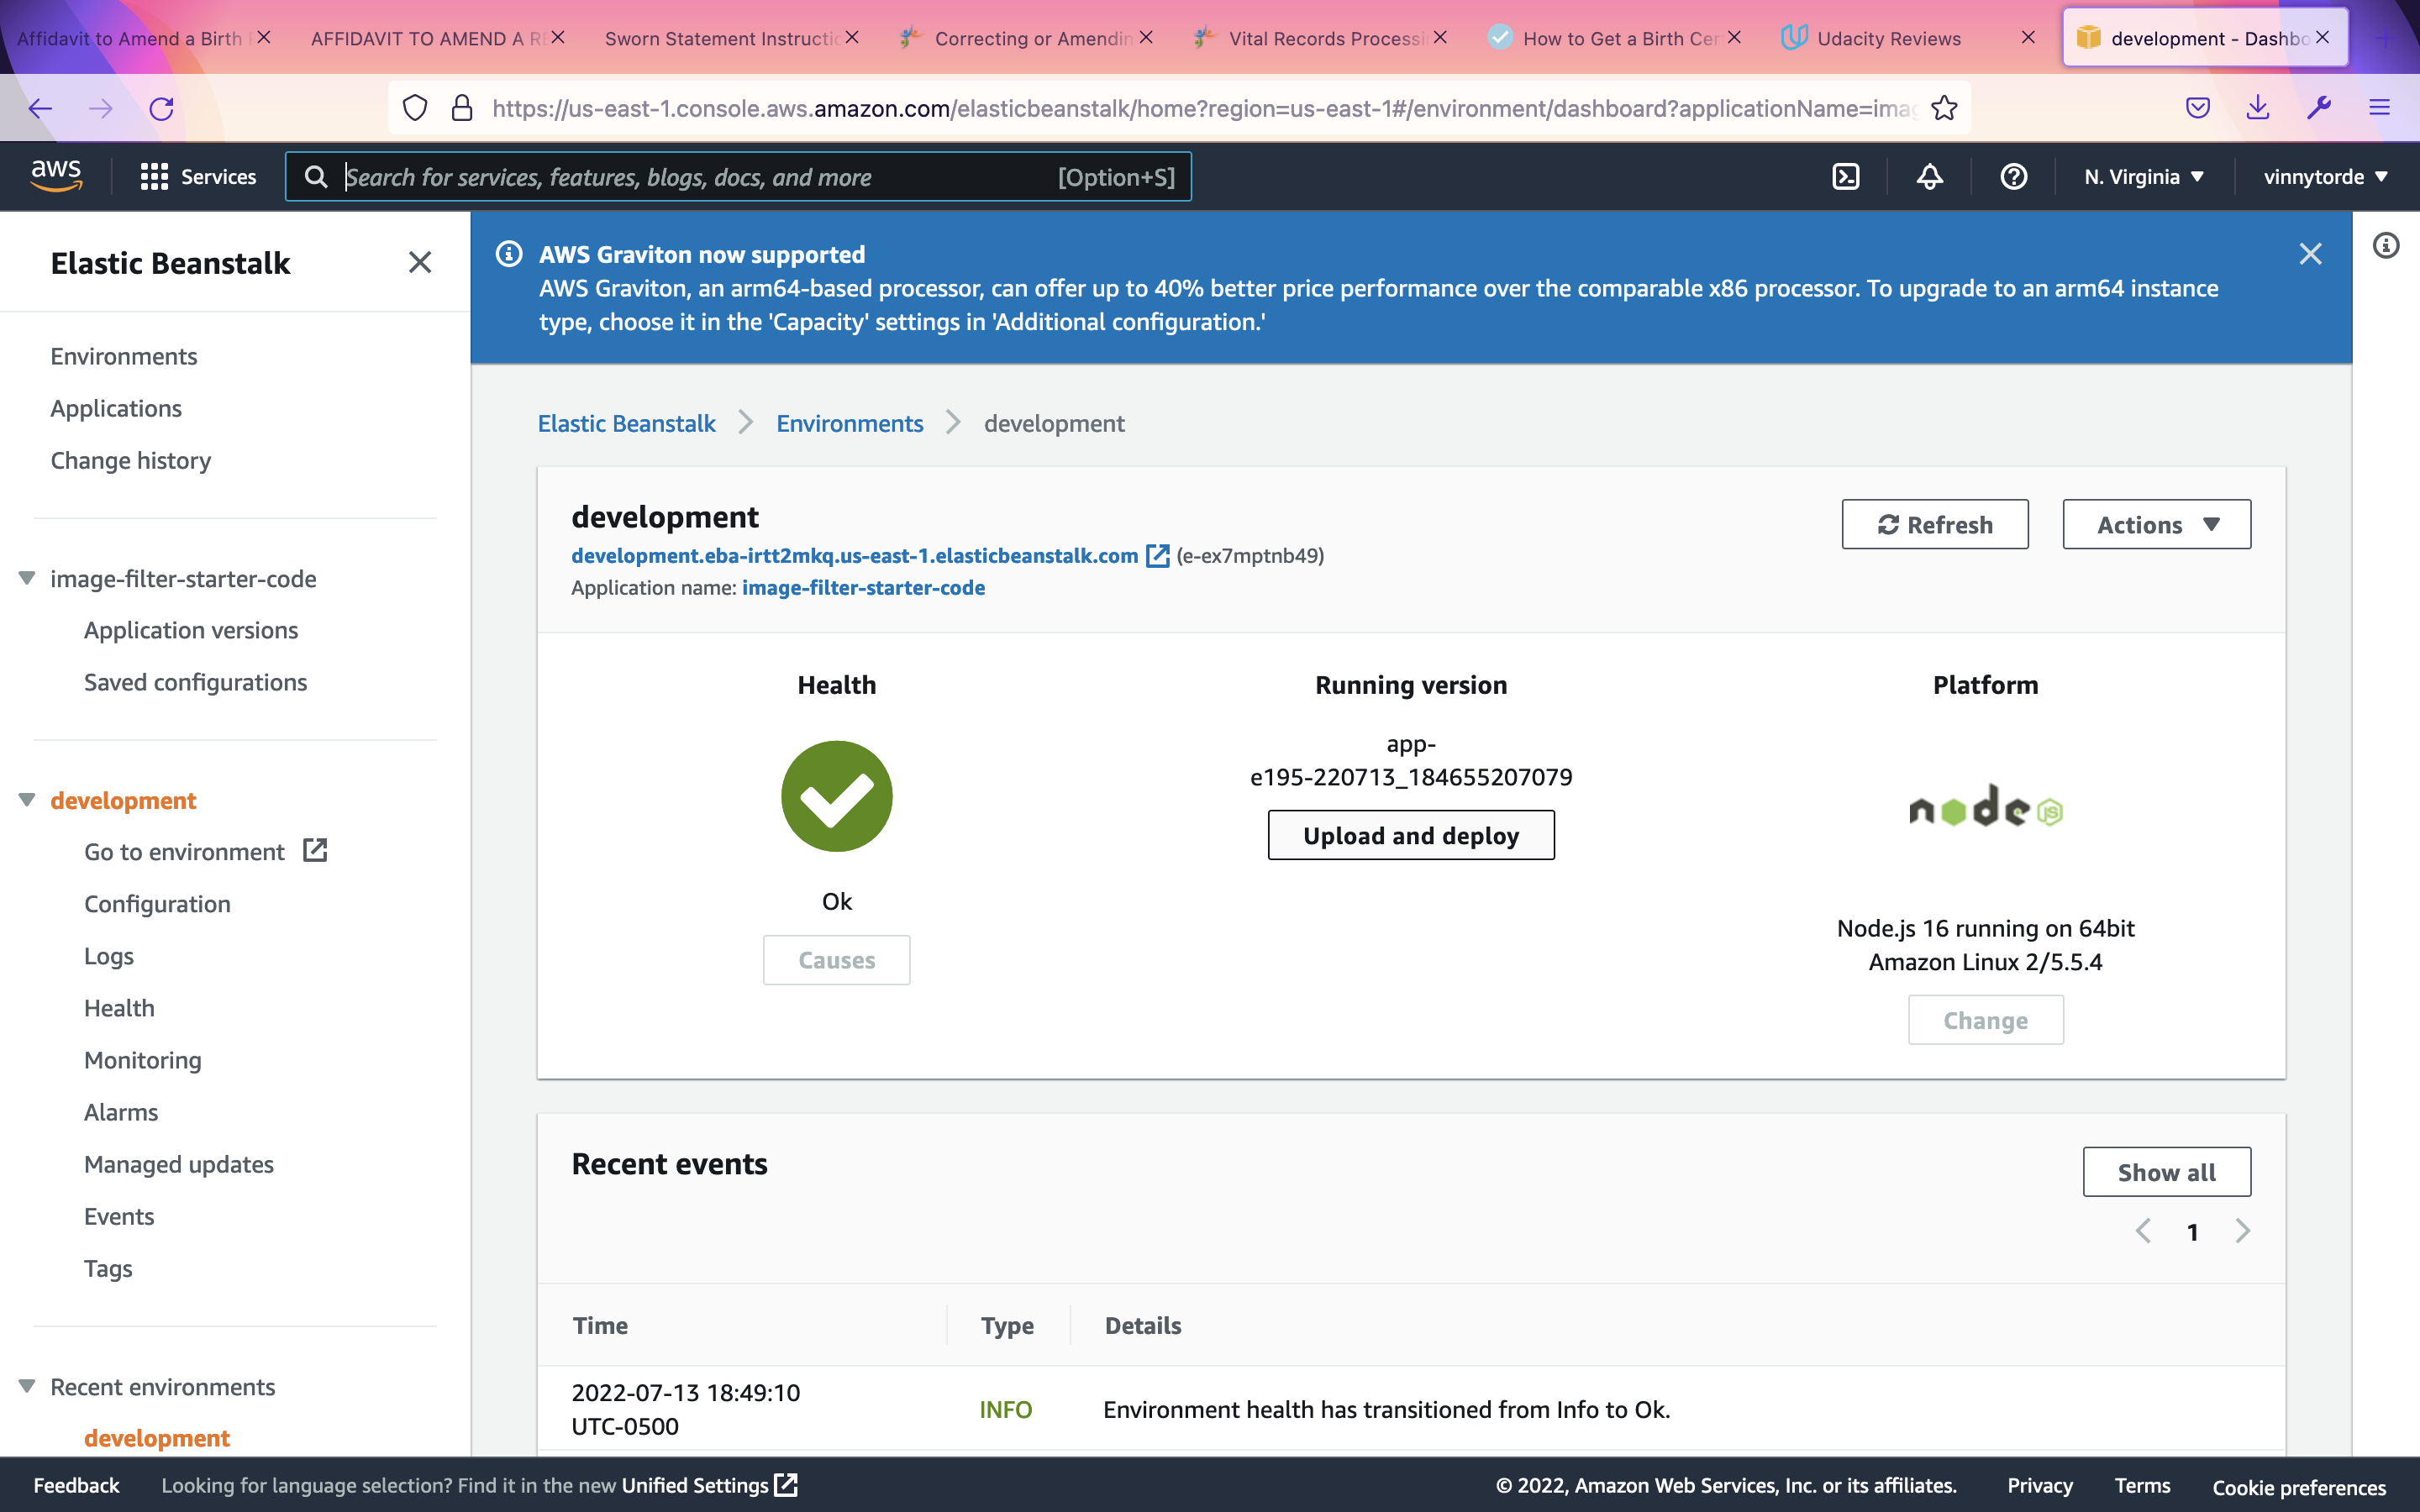 Affidavit to Amend a Birth
AFFIDAVIT TO AMEND A RE
Sworn Statement Instructio
Correcting or Amendin
Vital Records Processi
How to Get a Birth Cer
Udacity Reviews
development - Dashbo
https://us-east-1.console.aws.amazon.com/elasticbeanstalk/home?region=us-east-1#/environment/dashboard?applicationName=imag
aws
Services
Search for services, features, blogs, docs, and more
[Option+S]
N. Virginia
vinnytorde
Elastic Beanstalk
Environments
Applications
Change history
image-filter-starter-code
Application versions
Saved configurations
development
Go to environment
Configuration
Logs
Health
Monitoring
Alarms
Managed updates
Events
Tags
Recent environments
development
AWS Graviton now supported
AWS Graviton, an arm64-based processor, can offer up to 40% better price performance over the comparable x86 processor. To upgrade to an arm64 instance
type, choose it in the 'Capacity' settings in 'Additional configuration.'
Elastic Beanstalk
Environments
development
development
development.eba-irtt2mkq.us-east-1.elasticbeanstalk.com (e-ex7mptnb49)
Application name: image-filter-starter-code
Refresh
Actions
Health
Ok
Causes
Running version
app-
e195-220713_184655207079
Upload and deploy
Platform
node JS
Node.js 16 running on 64bit
Amazon Linux 2/5.5.4
Change
Recent events
Show all
1
Time
Type
Details
2022-07-13 18:49:10
UTC-0500
INFO
Environment health has transitioned from Info to Ok.
Feedback
Looking for language selection? Find it in the new Unified Settings
© 2022, Amazon Web Services, Inc. or its affiliates.
Privacy
Terms
Cookie preferences